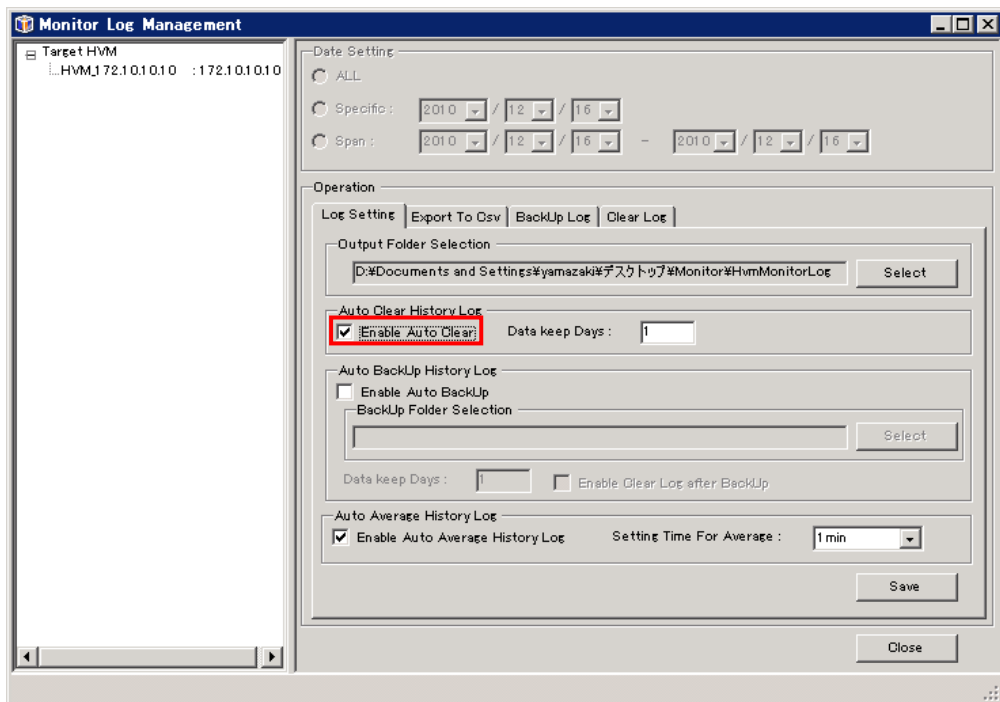 Monitor Log Management
Target HVM
HVM_172.10.10.10 :172.10.10.10
Date Setting
ALL
Specific : 2010 / 12 / 16
Span : 2010 / 12 / 16 - 2010 / 12 / 16
Operation
Log Setting Export To Csv BackUp Log Clear Log
Output Folder Selection
D:¥Documents and Settings¥yamazaki¥デスクトップ¥Monitor¥HvmMonitorLog Select
Auto Clear History Log
Enable Auto Clear Data keep Days : 1
Auto BackUp History Log
Enable Auto BackUp
BackUp Folder Selection
Select
Data keep Days : 1 Enable Clear Log after BackUp
Auto Average History Log
Enable Auto Average History Log Setting Time For Average : 1 min
Save
Close